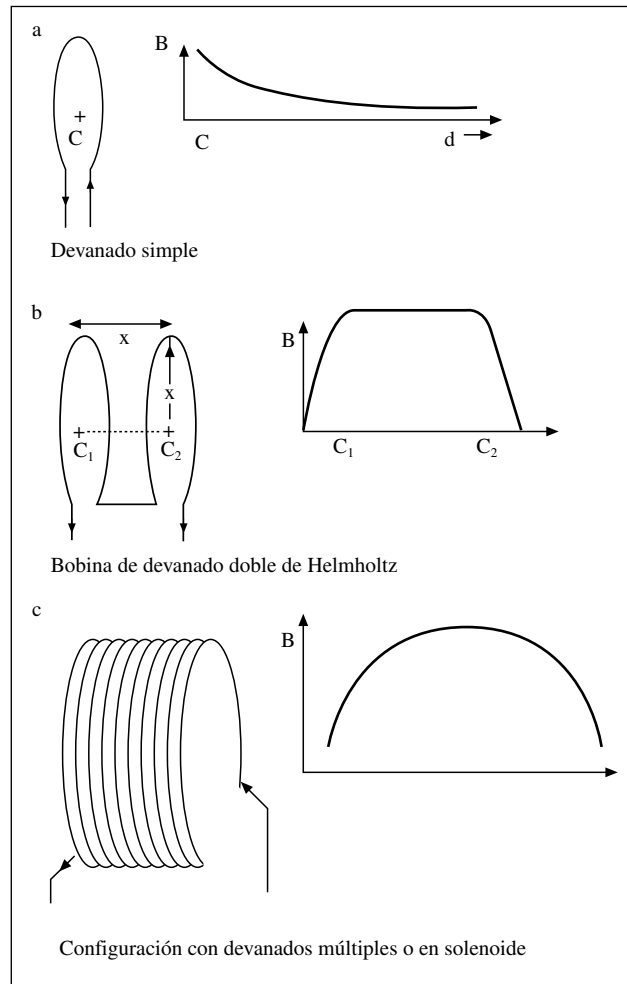 a
B
+
C
C
d
Devanado simple
b
x
B
x
+
+
C₁
C₂
C₁
C₂
Bobina de devanado doble de Helmholtz
c
B
Configuración con devanados múltiples o en solenoide